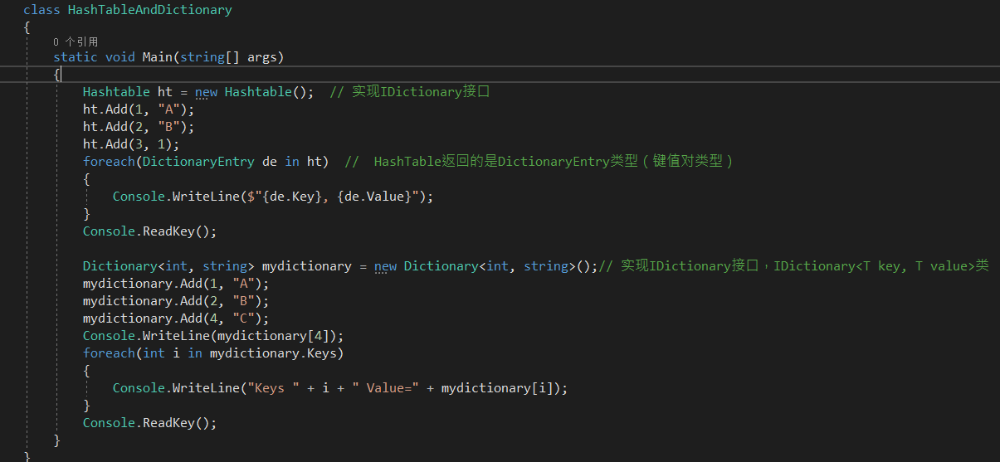 class HashTableAndDictionary
{
0 个引用
static void Main(string[] args)
{
Hashtable ht = new Hashtable();  // 实现IDictionary接口
ht.Add(1, "A");
ht.Add(2, "B");
ht.Add(3, 1);
foreach(DictionaryEntry de in ht)  //  HashTable返回的是DictionaryEntry类型（键值对类型）
{
Console.WriteLine($"{de.Key}, {de.Value}");
}
Console.ReadKey();
Dictionary<int, string> mydictionary = new Dictionary<int, string>();// 实现IDictionary接口，IDictionary<T key, T value>类
mydictionary.Add(1, "A");
mydictionary.Add(2, "B");
mydictionary.Add(4, "C");
Console.WriteLine(mydictionary[4]);
foreach(int i in mydictionary.Keys)
{
Console.WriteLine("Keys " + i + " Value=" + mydictionary[i]);
}
Console.ReadKey();
}
}